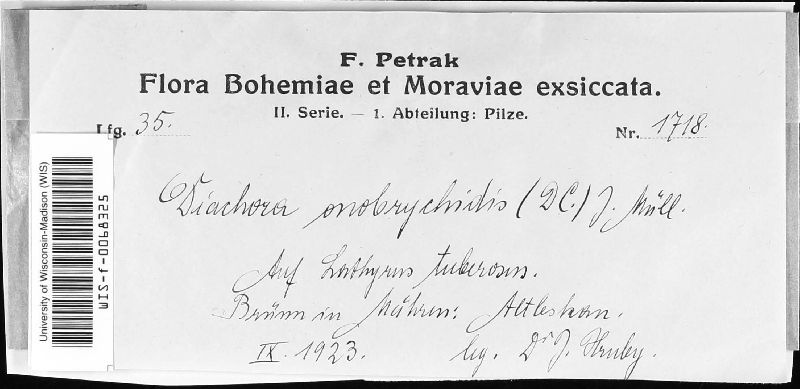 F. Petrak
Flora Bohemiae et Moraviae exsiccata.
II. Serie. — 1. Abteilung: Pilze.
Lfg. 35.
Nr. 1718.
Diachora onobrychidis (DC.) J. Müll.
Auf Lathyrus tuberosus.
Brünn in Mähren: Altleskau.
IX. 1923. leg. Dr J. Hruby.
University of Wisconsin-Madison (WIS)
WIS-f-0068325